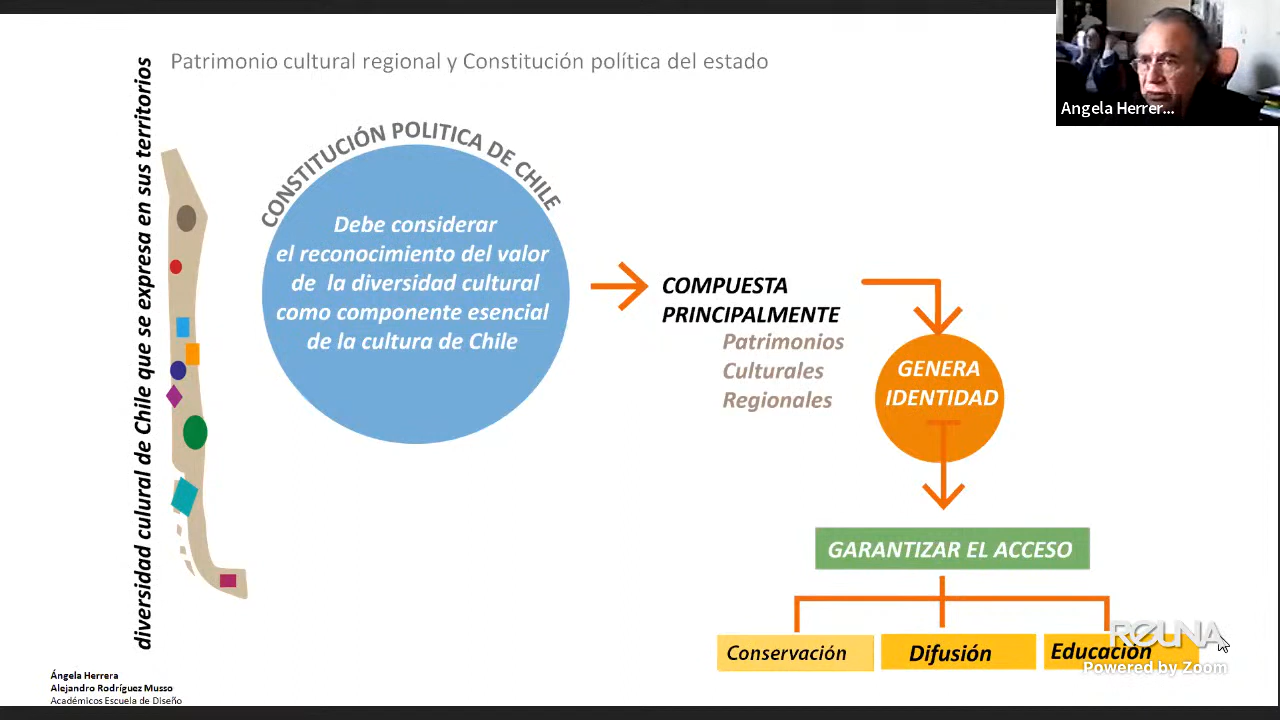 Patrimonio cultural regional y Constitución política del estado
Angela Herrer...
diversidad culural de Chile que se expresa en sus territorios
CONSTITUCIÓN POLITICA DE CHILE
Debe considerar
el reconocimiento del valor
de la diversidad cultural
como componente esencial
de la cultura de Chile
COMPUESTA
PRINCIPALMENTE
Patrimonios
Culturales
Regionales
GENERA
IDENTIDAD
GARANTIZAR EL ACCESO
Conservación
Difusión
Educación
REUNA
Powered by Zoom
Ángela Herrera
Alejandro Rodríguez Musso
Académicos Escuela de Diseño